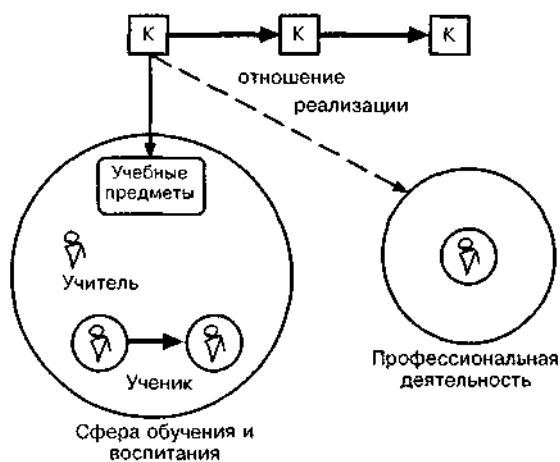 К
К
К
отношение
реализации
Учебные
предметы
Учитель
Ученик
Сфера обучения и
воспитания
Профессиональная
деятельность